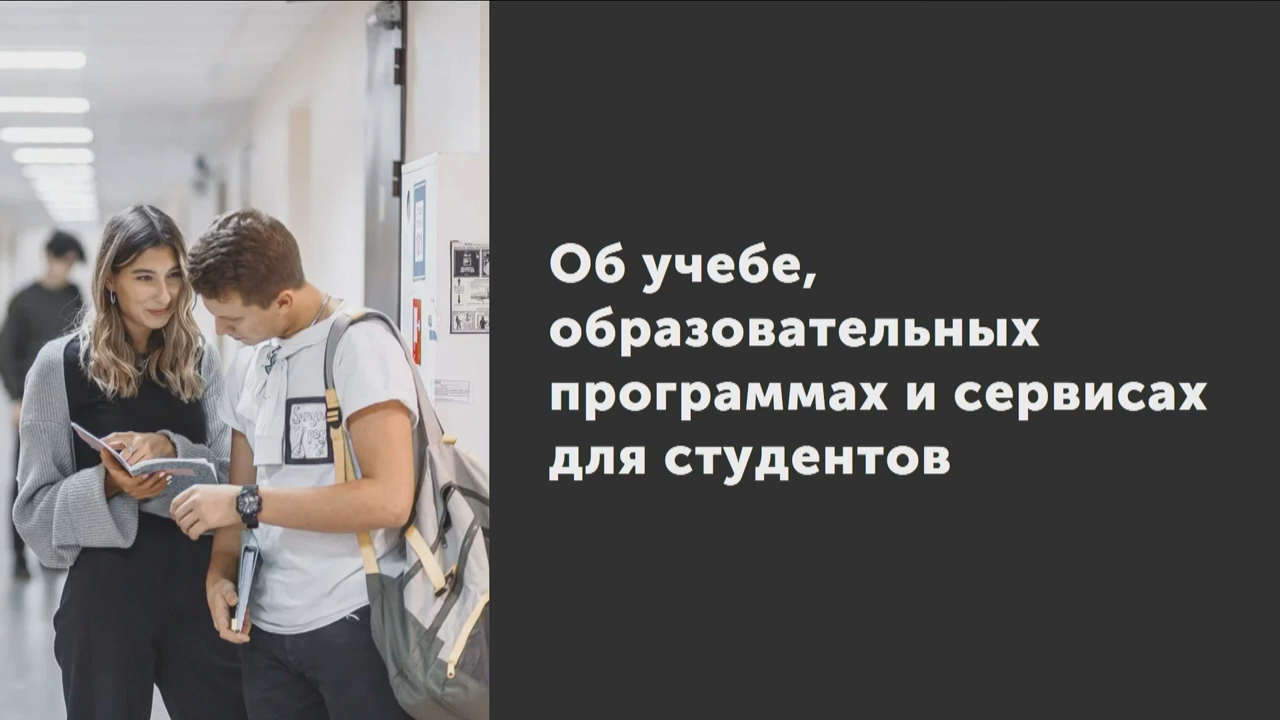 Об учебе,
образовательных
программах и сервисах
для студентов